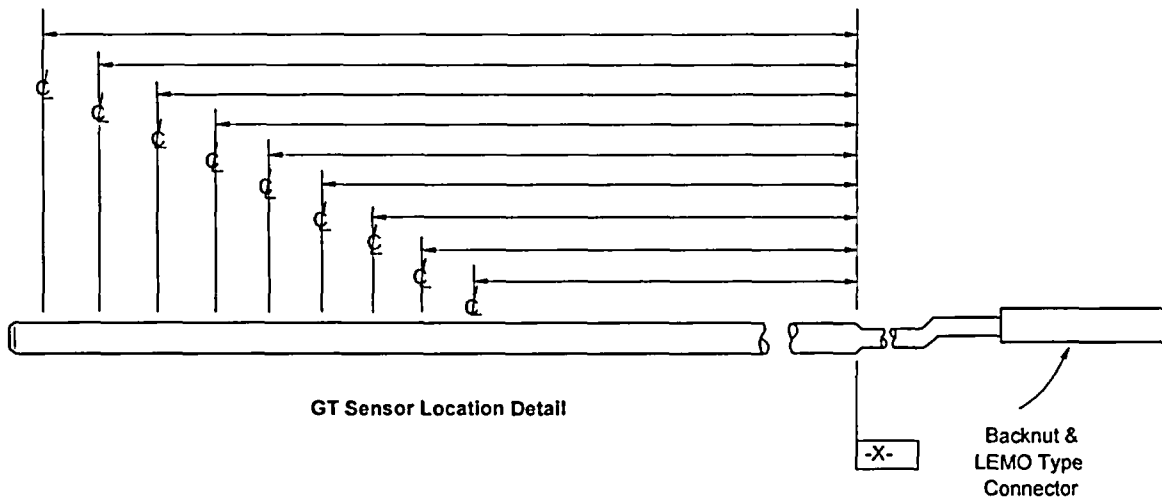 ℄
℄
℄
℄
℄
℄
℄
℄
℄
GT Sensor Location Detail
-X-
Backnut &
LEMO Type
Connector